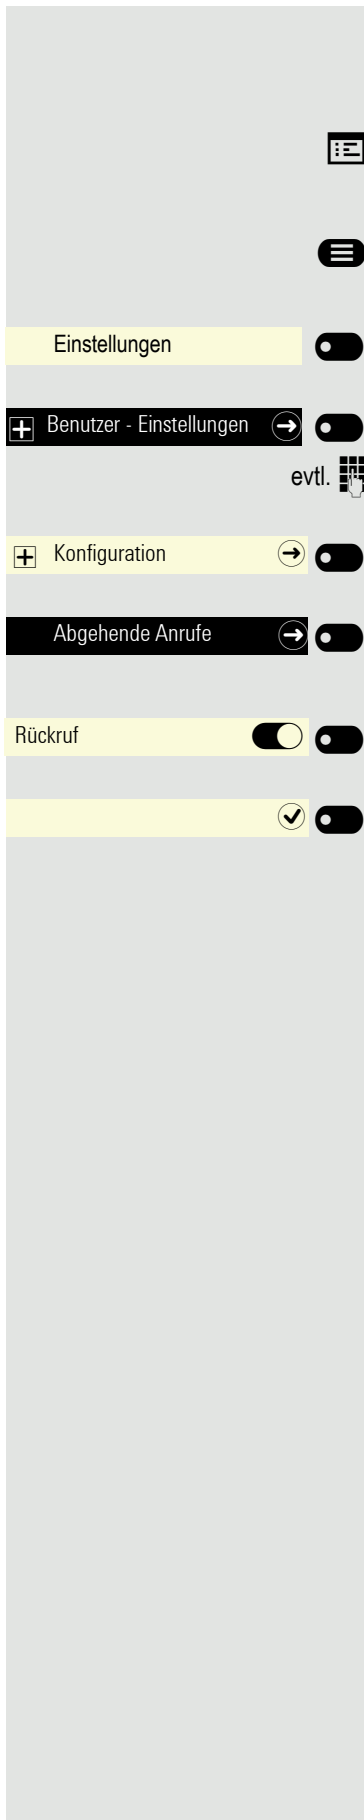 Einstellungen
Benutzer - Einstellungen
evtl.
Konfiguration
Abgehende Anrufe
Rückruf